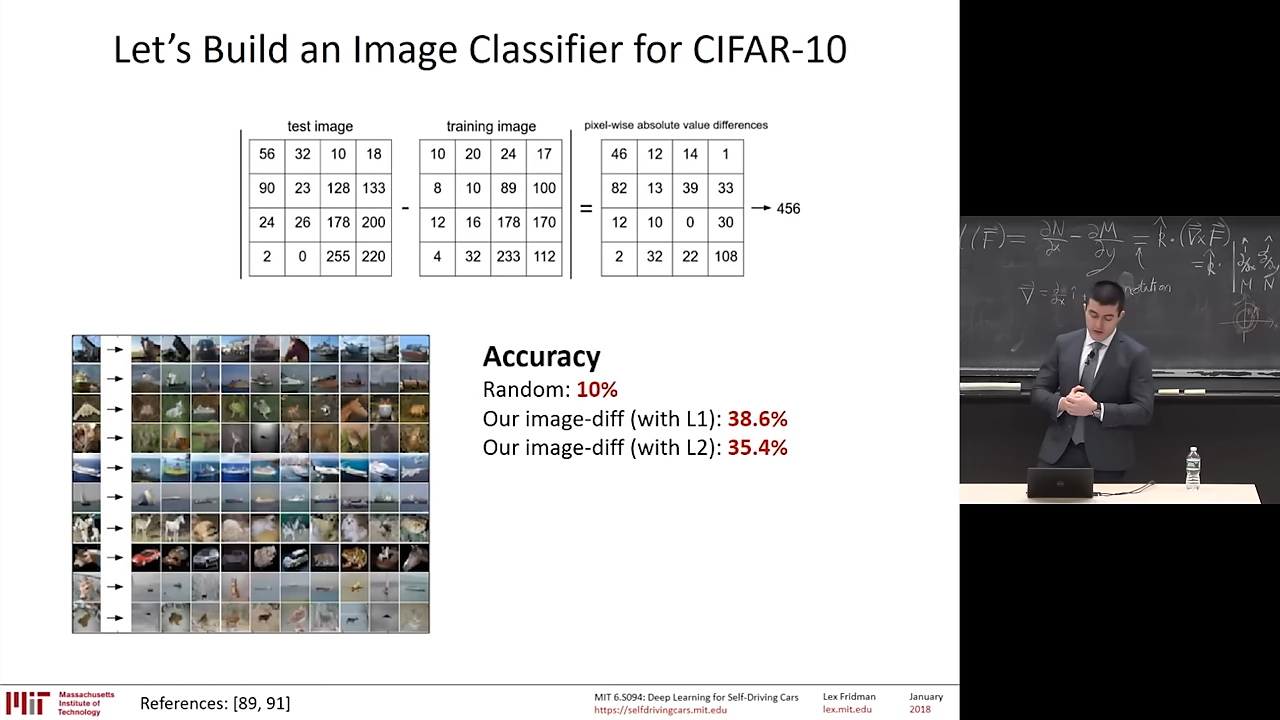 Let's Build an Image Classifier for CIFAR-10
test image
training image
pixel-wise absolute value differences
56 32 10 18
90 23 128 133
24 26 178 200
2 0 255 220
-
10 20 24 17
8 10 89 100
12 16 178 170
4 32 233 112
=
46 12 14 1
82 13 39 33
12 10 0 30
2 32 22 108
→ 456
Accuracy
Random: 10%
Our image-diff (with L1): 38.6%
Our image-diff (with L2): 35.4%
(F⃗) = ∂N/∂x - ∂M/∂y = k̂ · (∇⃗×F⃗)
= k̂ ·
M N
Massachusetts
Institute of
Technology
References: [89, 91]
MIT 6.S094: Deep Learning for Self-Driving Cars
https://selfdrivingcars.mit.edu
Lex Fridman
lex.mit.edu
January
2018